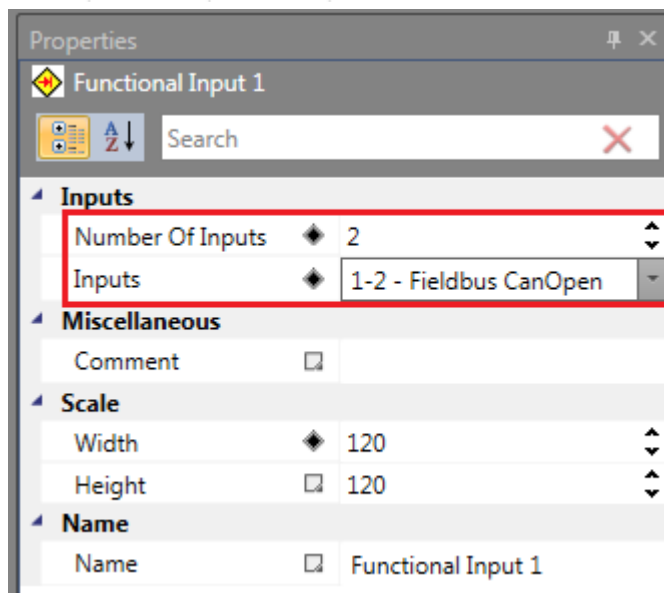 Properties
Functional Input 1
A Z Search
Inputs
Number Of Inputs 2
Inputs 1-2 - Fieldbus CanOpen
Miscellaneous
Comment
Scale
Width 120
Height 120
Name
Name Functional Input 1